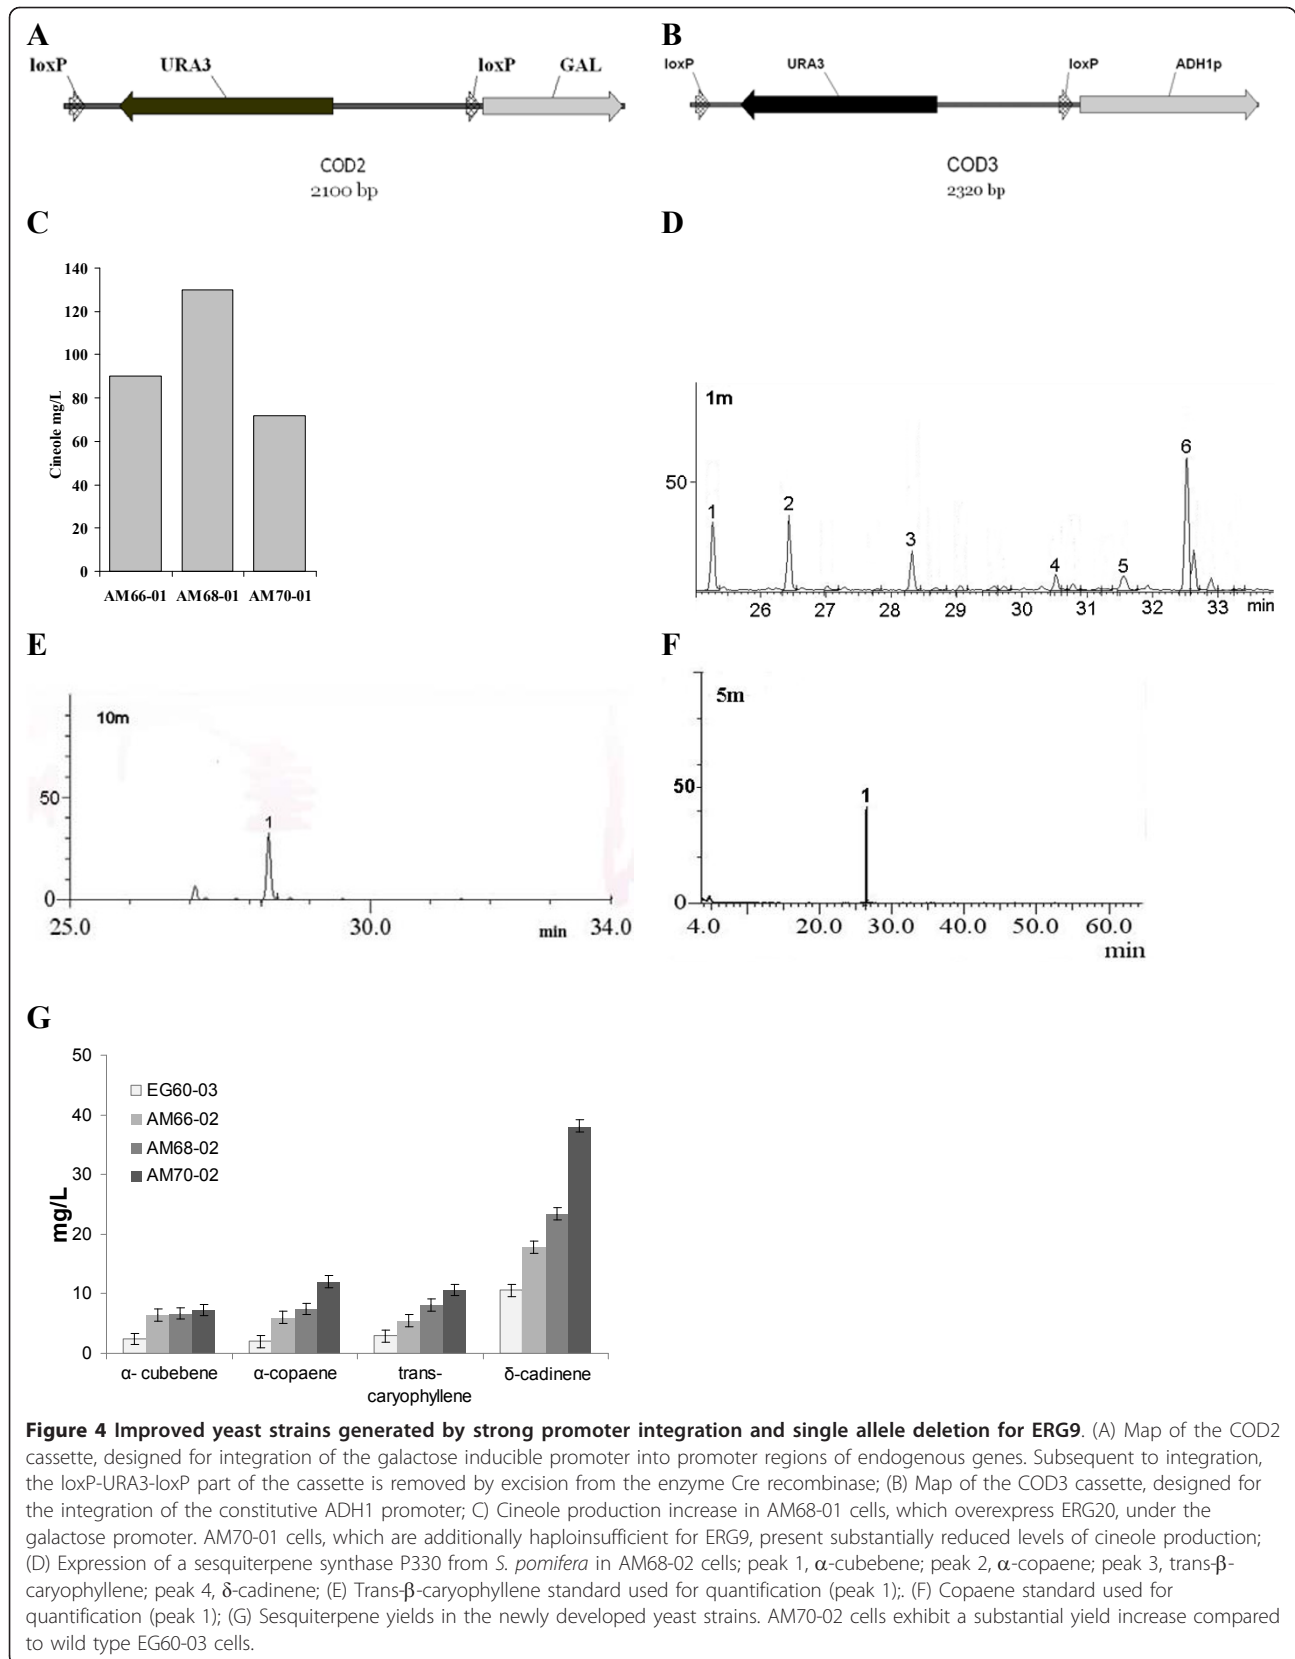 A
loxP
URA3
loxP
GAL
COD2
2100 bp
B
loxP
URA3
loxP
ADH1p
COD3
2320 bp
C
140
120
100
80
60
40
20
0
Cineole mg/L
AM66-01 AM68-01 AM70-01
D
1m
50
1
2
3
4
5
6
26 27 28 29 30 31 32 33 min
E
10m
50
0
1
25.0 30.0 min 34.0
F
5m
50
0
1
4.0 20.0 30.0 40.0 50.0 60.0
min
G
50
40
30
20
10
0
mg/L
EG60-03
AM66-02
AM68-02
AM70-02
α- cubebene
α-copaene
trans-
caryophyllene
δ-cadinene
Figure 4 Improved yeast strains generated by strong promoter integration and single allele deletion for ERG9. (A) Map of the COD2
cassette, designed for integration of the galactose inducible promoter into promoter regions of endogenous genes. Subsequent to integration,
the loxP-URA3-loxP part of the cassette is removed by excision from the enzyme Cre recombinase; (B) Map of the COD3 cassette, designed for
the integration of the constitutive ADH1 promoter; C) Cineole production increase in AM68-01 cells, which overexpress ERG20, under the
galactose promoter. AM70-01 cells, which are additionally haploinsufficient for ERG9, present substantially reduced levels of cineole production;
(D) Expression of a sesquiterpene synthase P330 from S. pomifera in AM68-02 cells; peak 1, α-cubebene; peak 2, α-copaene; peak 3, trans-β-
caryophyllene; peak 4, δ-cadinene; (E) Trans-β-caryophyllene standard used for quantification (peak 1);. (F) Copaene standard used for
quantification (peak 1); (G) Sesquiterpene yields in the newly developed yeast strains. AM70-02 cells exhibit a substantial yield increase compared
to wild type EG60-03 cells.